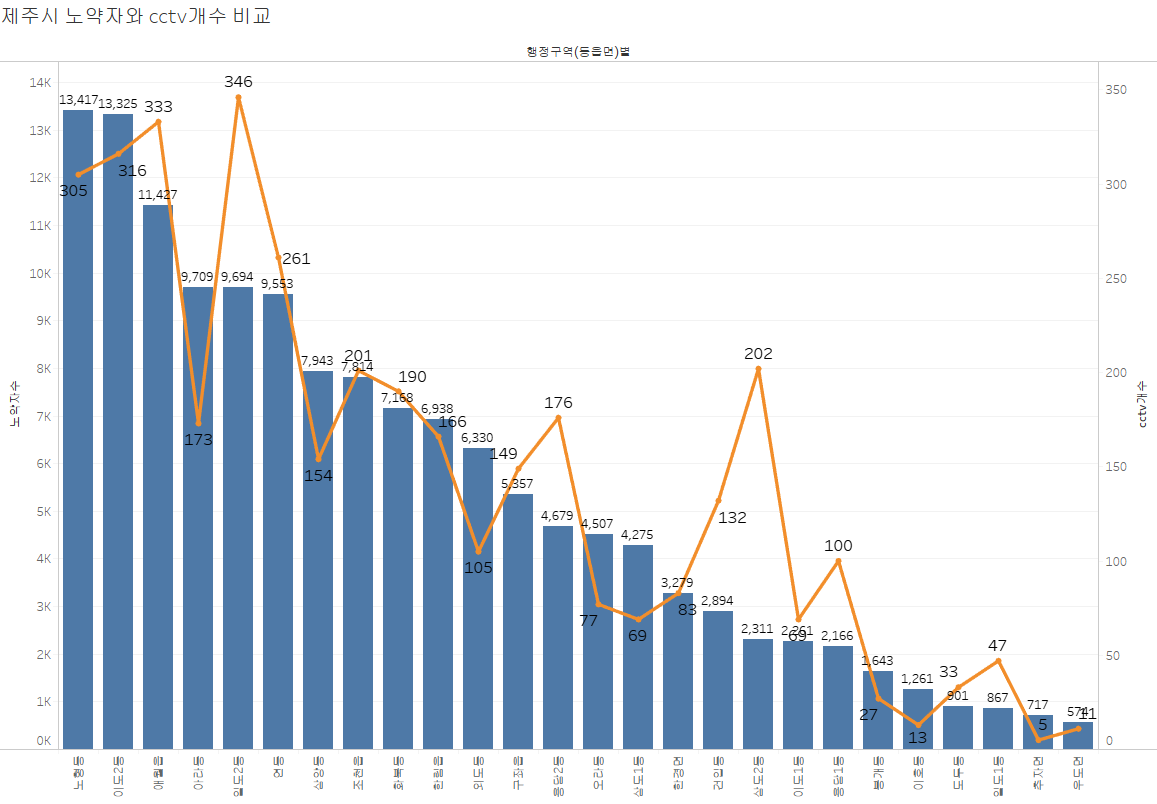 제주시 노약자와 cctv개수 비교
행정구역(동읍면)별
14K
13K
12K
11K
10K
9K
8K
7K
6K
5K
4K
3K
2K
1K
0K
노약자수
350
300
250
200
150
100
50
0
cctv개수
13,417
13,325
11,427
9,709
9,694
9,553
7,943
7,814
7,168
6,938
6,330
5,357
4,679
4,507
4,275
3,279
2,894
2,311
2,261
2,166
1,643
1,261
901
867
717
574
305
316
333
173
346
261
154
201
190
166
105
149
176
77
69
83
132
202
69
100
27
13
33
47
5
11
노형동
이도2동
애월읍
아라동
일도2동
연동
삼양동
조천읍
화북동
한림읍
외도동
구좌읍
용담2동
오라동
삼도1동
한경면
건입동
삼도2동
이도1동
용담1동
봉개동
이호동
도두동
일도1동
추자면
우도면